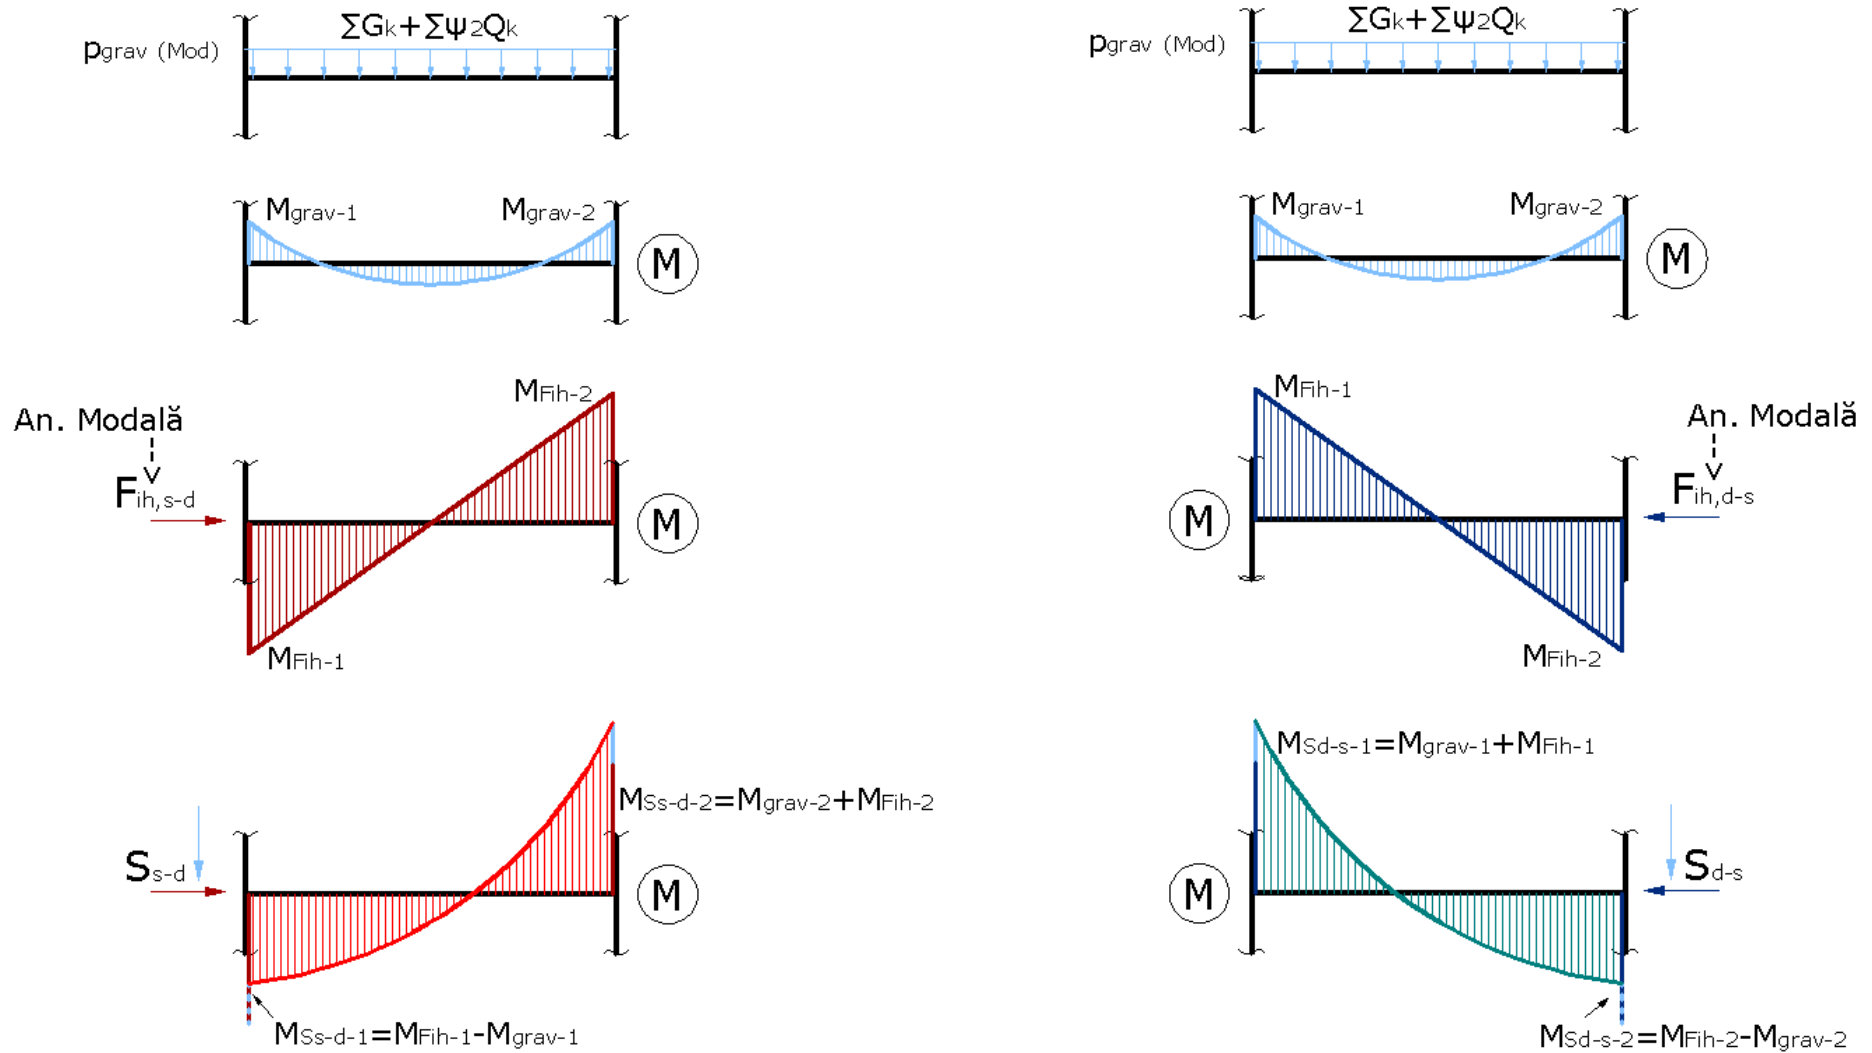 ΣGk+Σψ2Qk
pgrav (Mod)
Mgrav-1
Mgrav-2
M
MFih-2
An. Modală
Fih,s-d
M
MFih-1
MSs-d-2=Mgrav-2+MFih-2
Ss-d
M
MSs-d-1=MFih-1-Mgrav-1
ΣGk+Σψ2Qk
pgrav (Mod)
Mgrav-1
Mgrav-2
M
MFih-1
An. Modală
Fih,d-s
M
MFih-2
MSd-s-1=Mgrav-1+MFih-1
Sd-s
M
MSd-s-2=MFih-2-Mgrav-2